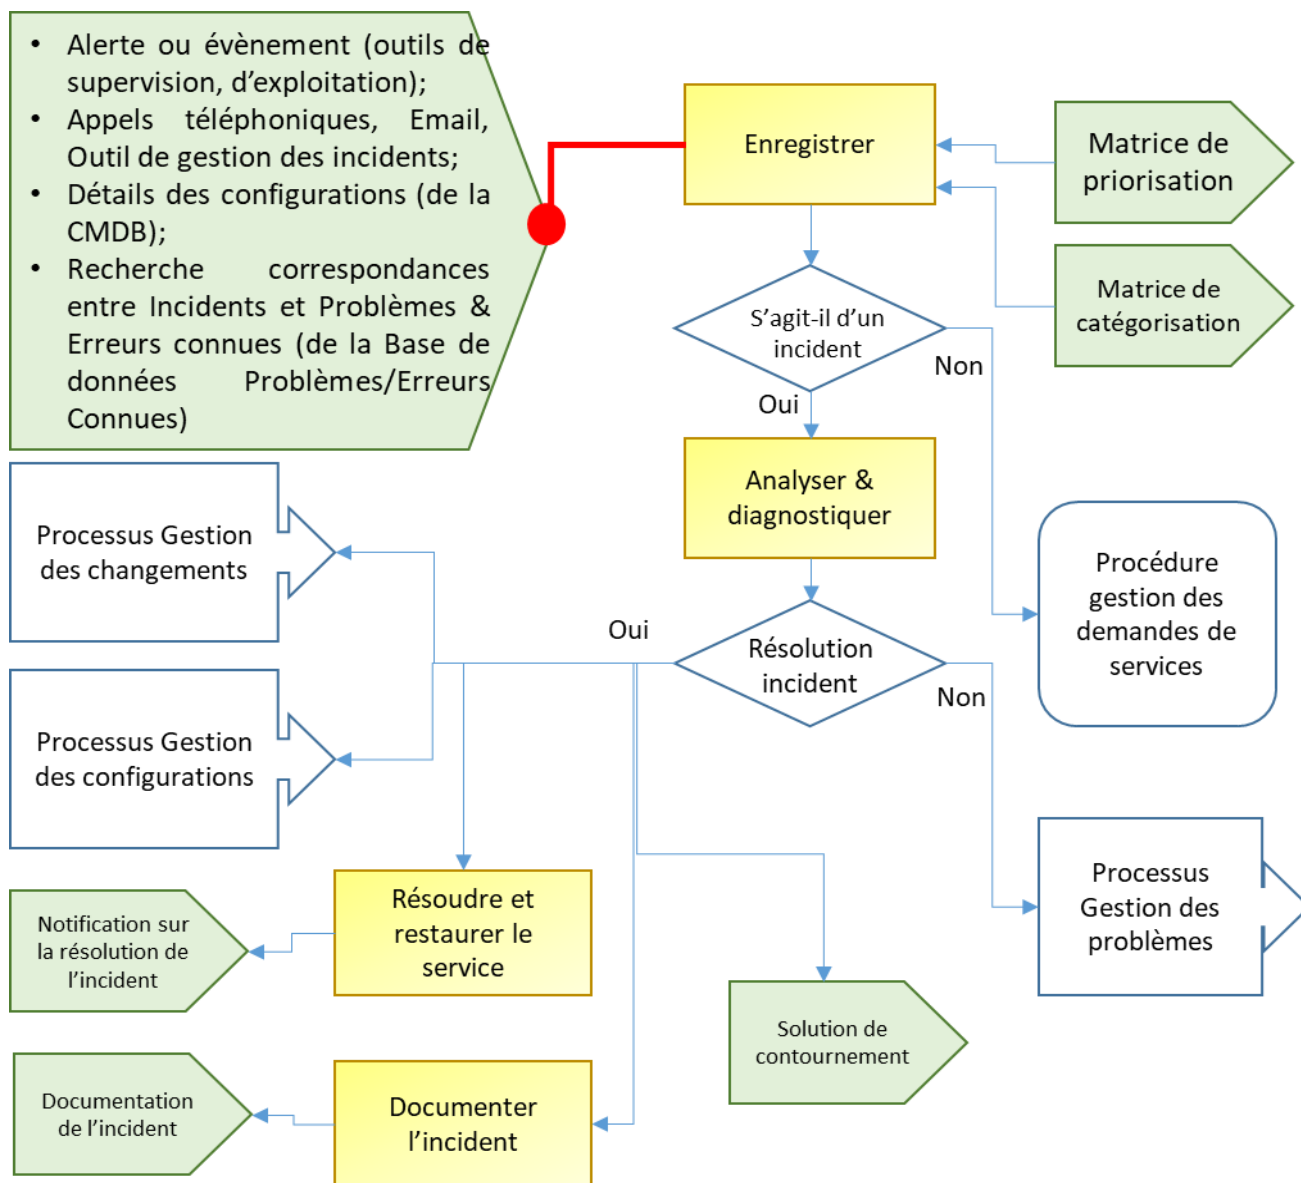 • Alerte ou évènement (outils de
supervision, d’exploitation);
• Appels téléphoniques, Email,
Outil de gestion des incidents;
• Détails des configurations (de la
CMDB);
• Recherche correspondances
entre Incidents et Problèmes &
Erreurs connues (de la Base de
données Problèmes/Erreurs
Connues)
Enregistrer
Matrice de
priorisation
Matrice de
catégorisation
S’agit-il d’un
incident
Non
Oui
Analyser &
diagnostiquer
Processus Gestion
des changements
Procédure
gestion des
demandes de
services
Oui
Résolution
incident
Non
Processus Gestion
des configurations
Résoudre et
restaurer le
service
Notification sur
la résolution de
l’incident
Processus
Gestion des
problèmes
Solution de
contournement
Documenter
l’incident
Documentation
de l’incident